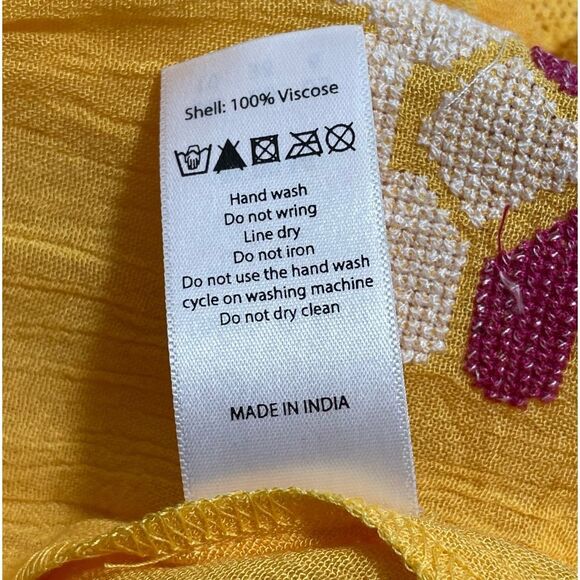 Shell: 100% Viscose
Hand wash
Do not wring
Line dry
Do not iron
Do not use the hand wash
cycle on washing machine
Do not dry clean
MADE IN INDIA